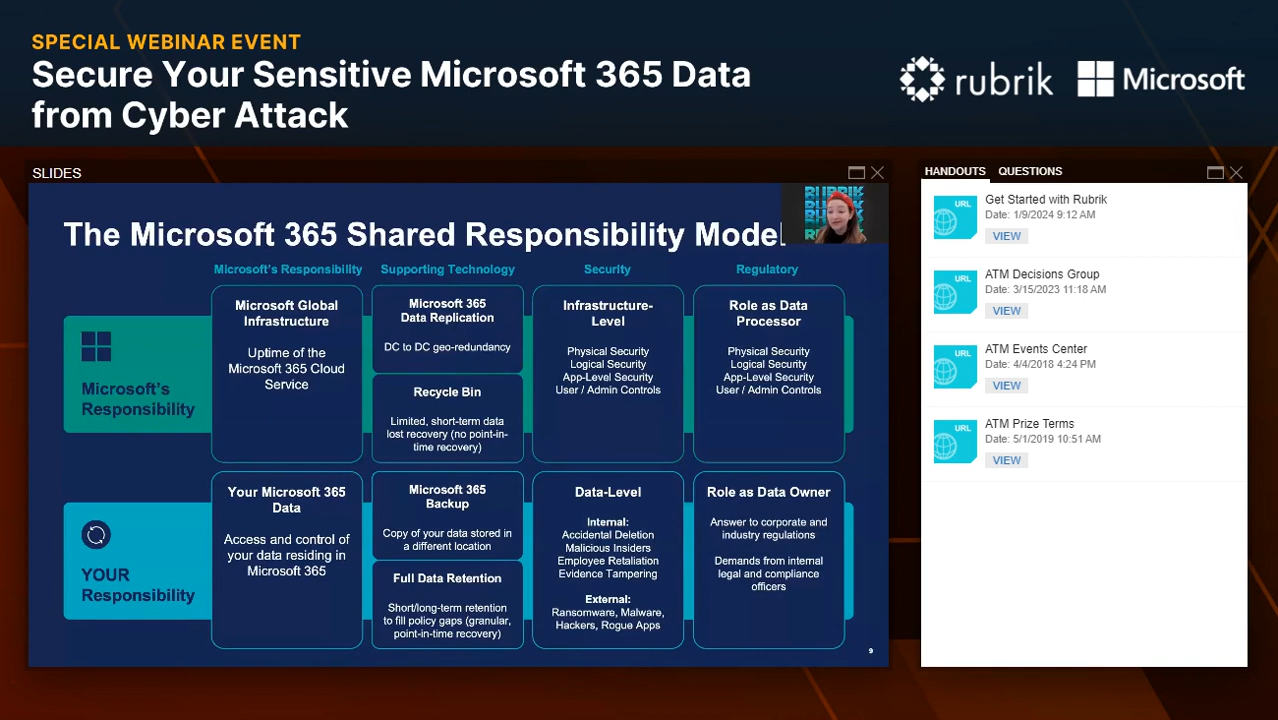 SPECIAL WEBINAR EVENT
Secure Your Sensitive Microsoft 365 Data
from Cyber Attack
rubrik
Microsoft
SLIDES
The Microsoft 365 Shared Responsibility Model
RUBRIK
RUBRIK
Microsoft's Responsibility
Supporting Technology
Security
Regulatory
Microsoft's
Responsibility
Microsoft Global
Infrastructure
Uptime of the
Microsoft 365 Cloud
Service
Microsoft 365
Data Replication
DC to DC geo-redundancy
Recycle Bin
Limited, short-term data
lost recovery (no point-in-
time recovery)
Infrastructure-
Level
Physical Security
Logical Security
App-Level Security
User / Admin Controls
Role as Data
Processor
Physical Security
Logical Security
App-Level Security
User / Admin Controls
YOUR
Responsibility
Your Microsoft 365
Data
Access and control of
your data residing in
Microsoft 365
Microsoft 365
Backup
Copy of your data stored in
a different location
Full Data Retention
Short/long-term retention
to fill policy gaps (granular,
point-in-time recovery)
Data-Level
Internal:
Accidental Deletion
Malicious Insiders
Employee Retaliation
Evidence Tampering
External:
Ransomware, Malware,
Hackers, Rogue Apps
Role as Data Owner
Answer to corporate and
industry regulations
Demands from internal
legal and compliance
officers
9
HANDOUTS
QUESTIONS
URL
Get Started with Rubrik
Date: 1/9/2024 9:12 AM
VIEW
URL
ATM Decisions Group
Date: 3/15/2023 11:18 AM
VIEW
URL
ATM Events Center
Date: 4/4/2018 4:24 PM
VIEW
URL
ATM Prize Terms
Date: 5/1/2019 10:51 AM
VIEW